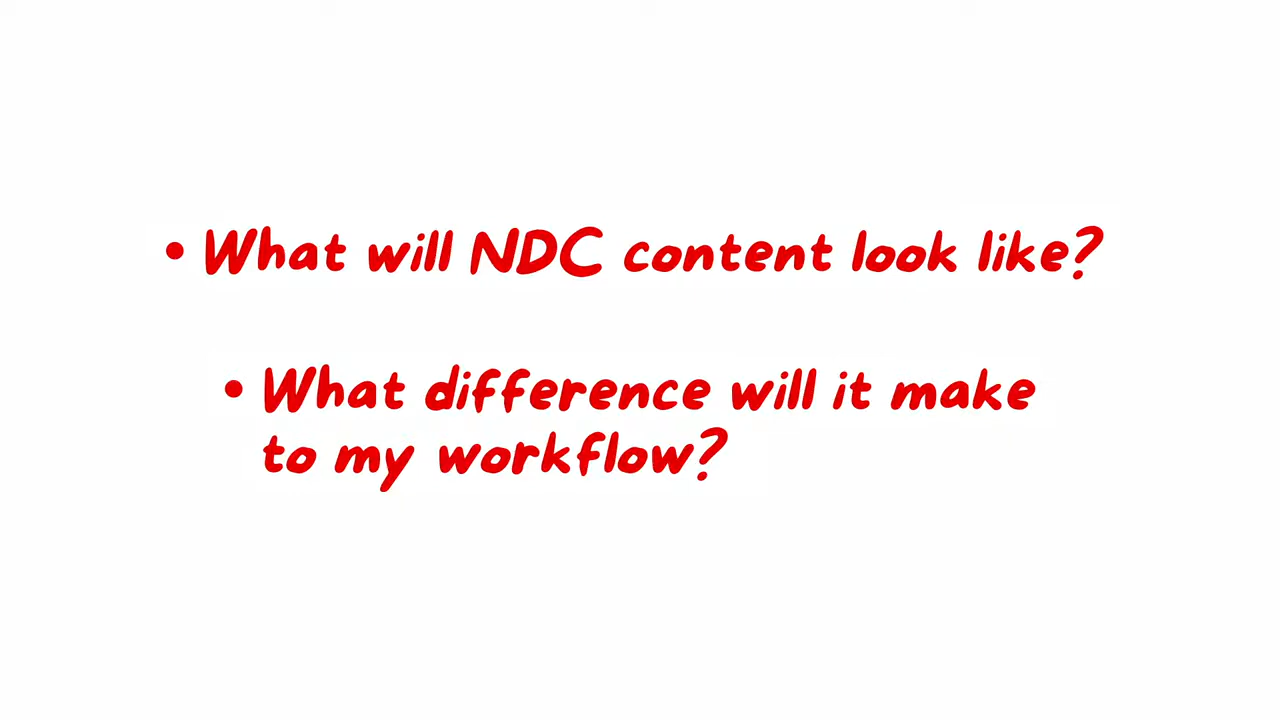 • What will NDC content look like?
• What difference will it make
to my workflow?